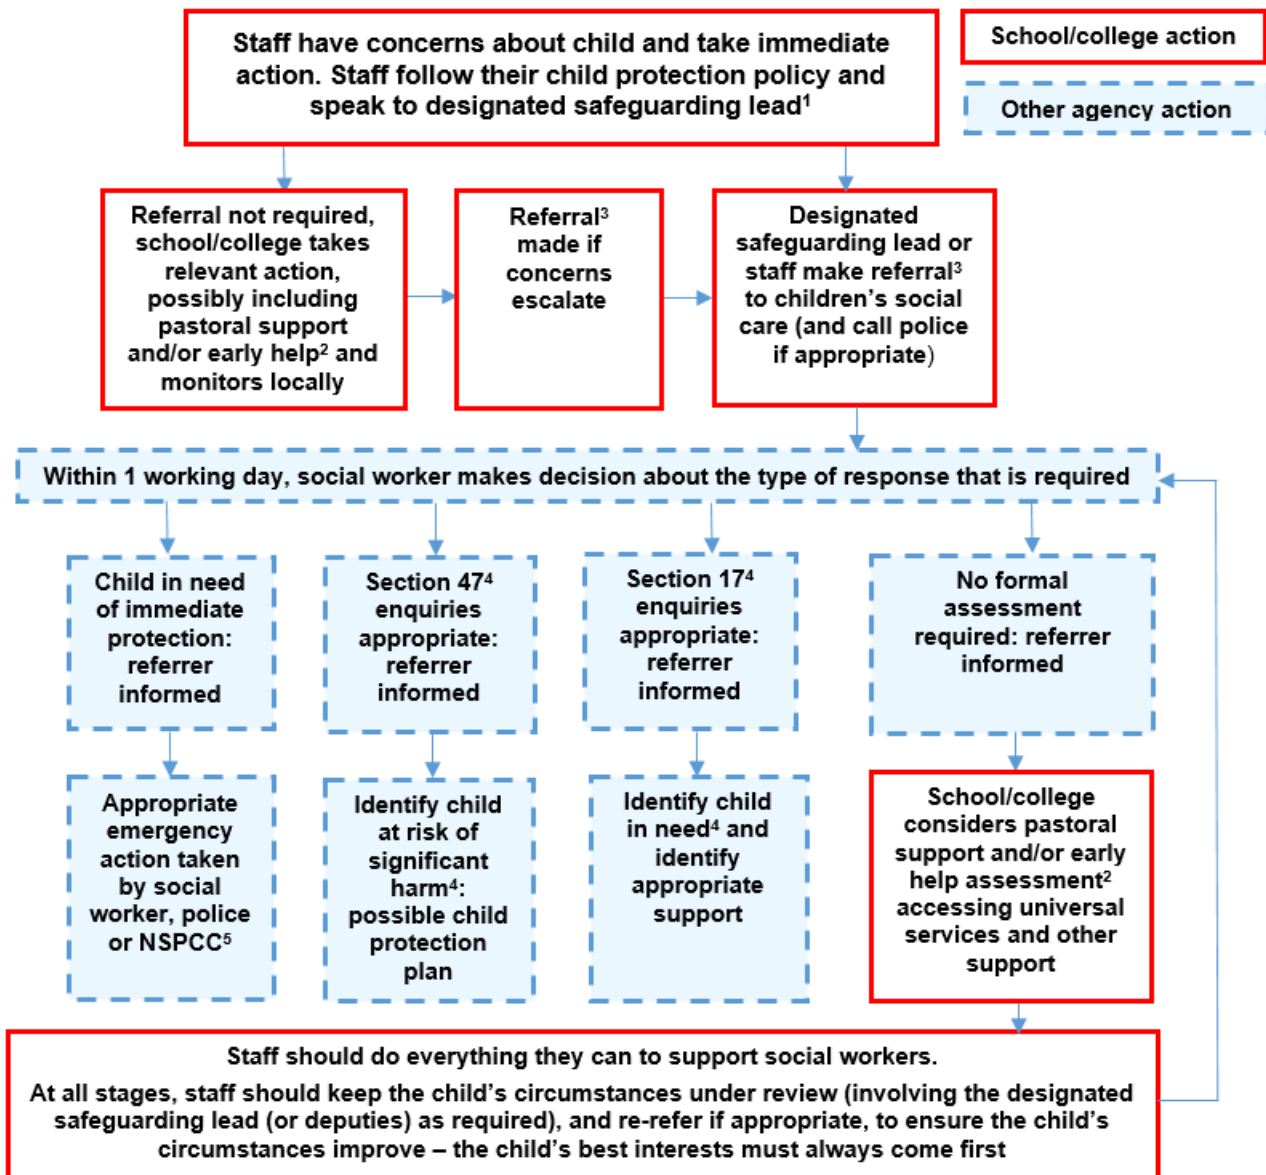 Staff have concerns about child and take immediate
action. Staff follow their child protection policy and
speak to designated safeguarding lead¹
School/college action
Other agency action
Referral not required,
school/college takes
relevant action,
possibly including
pastoral support
and/or early help² and
monitors locally
Referral³
made if
concerns
escalate
Designated
safeguarding lead or
staff make referral³
to children’s social
care (and call police
if appropriate)
Within 1 working day, social worker makes decision about the type of response that is required
Child in need
of immediate
protection:
referrer
informed
Section 47⁴
enquiries
appropriate:
referrer
informed
Section 17⁴
enquiries
appropriate:
referrer
informed
No formal
assessment
required: referrer
informed
Appropriate
emergency
action taken
by social
worker, police
or NSPCC⁵
Identify child
at risk of
significant
harm⁴:
possible child
protection
plan
Identify child
in need⁴ and
identify
appropriate
support
School/college
considers pastoral
support and/or early
help assessment²
accessing universal
services and other
support
Staff should do everything they can to support social workers.
At all stages, staff should keep the child’s circumstances under review (involving the designated
safeguarding lead (or deputies) as required), and re-refer if appropriate, to ensure the child’s
circumstances improve – the child’s best interests must always come first